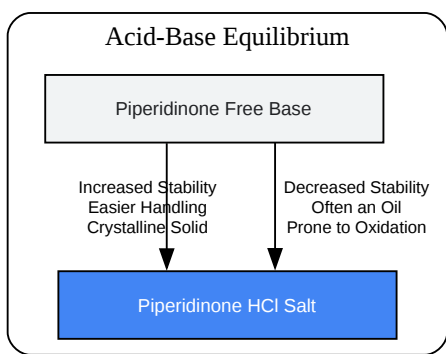 Acid-Base Equilibrium
Piperidinone Free Base
Increased Stability
Easier Handling
Crystalline Solid
Decreased Stability
Often an Oil
Prone to Oxidation
Piperidinone HCl Salt